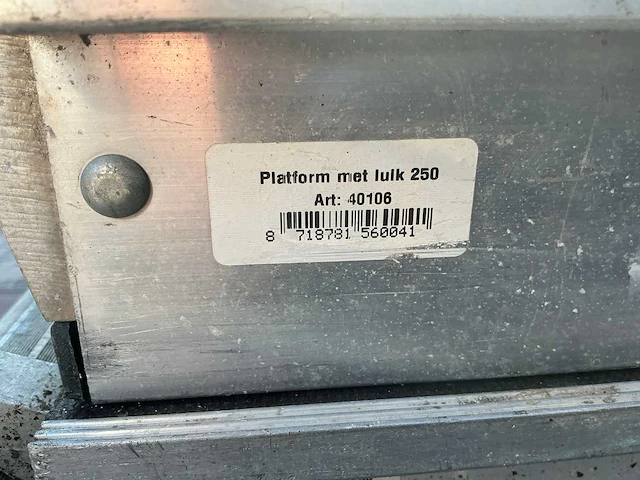 Platform met luik 250
Art: 40106
8 718781 560041